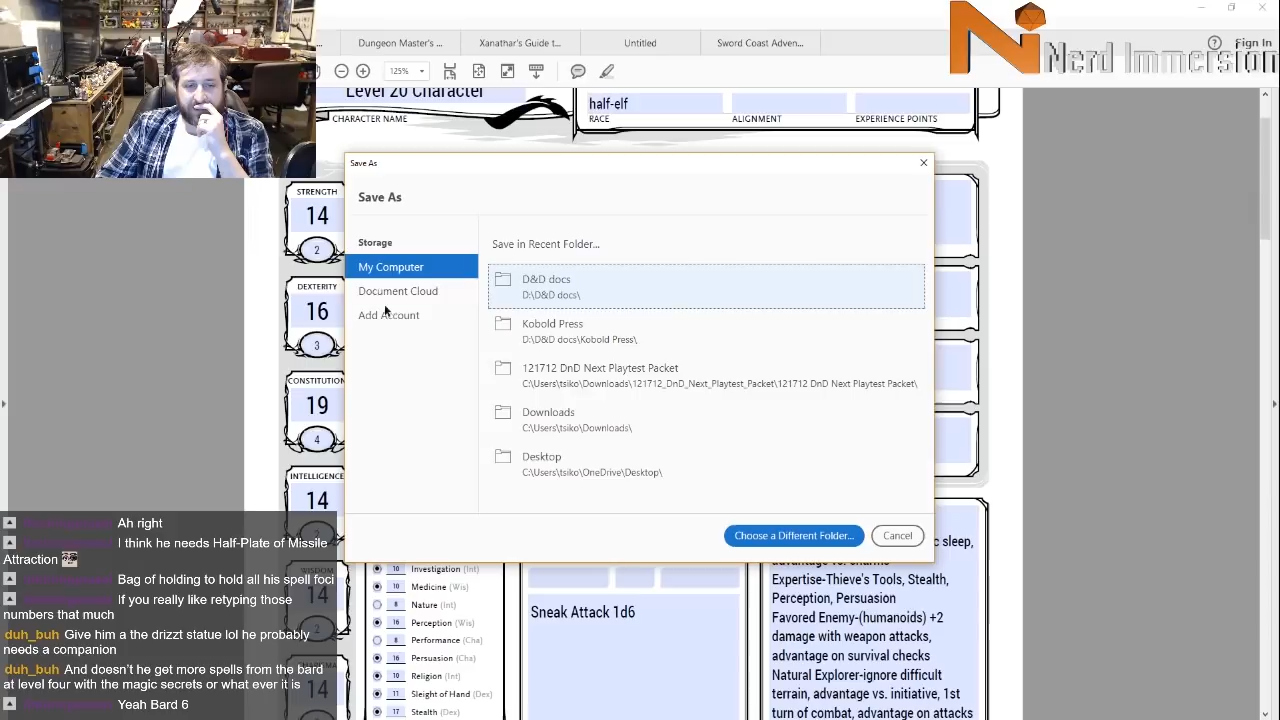 ...
Dungeon Master's ...
Xanathar's Guide t...
Untitled
Sword Coast Adven...
Sign In
Nerd Immersion
125%
Level 20 Character
CHARACTER NAME
half-elf
RACE
ALIGNMENT
EXPERIENCE POINTS
Save As
Save As
Storage
My Computer
Document Cloud
Add Account
Save in Recent Folder...
D&D docs
D:\D&D docs\
Kobold Press
D:\D&D docs\Kobold Press\
121712 DnD Next Playtest Packet
C:\Users\tsiko\Downloads\121712_DnD_Next_Playtest_Packet\121712 DnD Next Playtest Packet\
Downloads
C:\Users\tsiko\Downloads\
Desktop
C:\Users\tsiko\OneDrive\Desktop\
Choose a Different Folder...
Cancel
STRENGTH
14
2
DEXTERITY
16
3
CONSTITUTION
19
4
INTELLIGENCE
14
WISDOM
14
2
14
10 Investigation (Int)
10 Medicine (Wis)
8 Nature (Int)
16 Perception (Wis)
8 Performance (Cha)
16 Persuasion (Cha)
10 Religion (Int)
11 Sleight of Hand (Dex)
17 Stealth (Dex)
Sneak Attack 1d6
c sleep,
advantage vs. charms
Expertise-Thieve's Tools, Stealth,
Perception, Persuasion
Favored Enemy-(humanoids) +2
damage with weapon attacks,
advantage on survival checks
Natural Explorer-ignore difficult
terrain, advantage vs. initiative, 1st
turn of combat, advantage on attacks
Ah right
I think he needs Half-Plate of Missile
Attraction
Bag of holding to hold all his spell foci
If you really like retyping those
numbers that much
duh_buh Give him a the drizzt statue lol he probably
needs a companion
duh_buh And doesn't he get more spells from the bard
at level four with the magic secrets or what ever it is
Yeah Bard 6